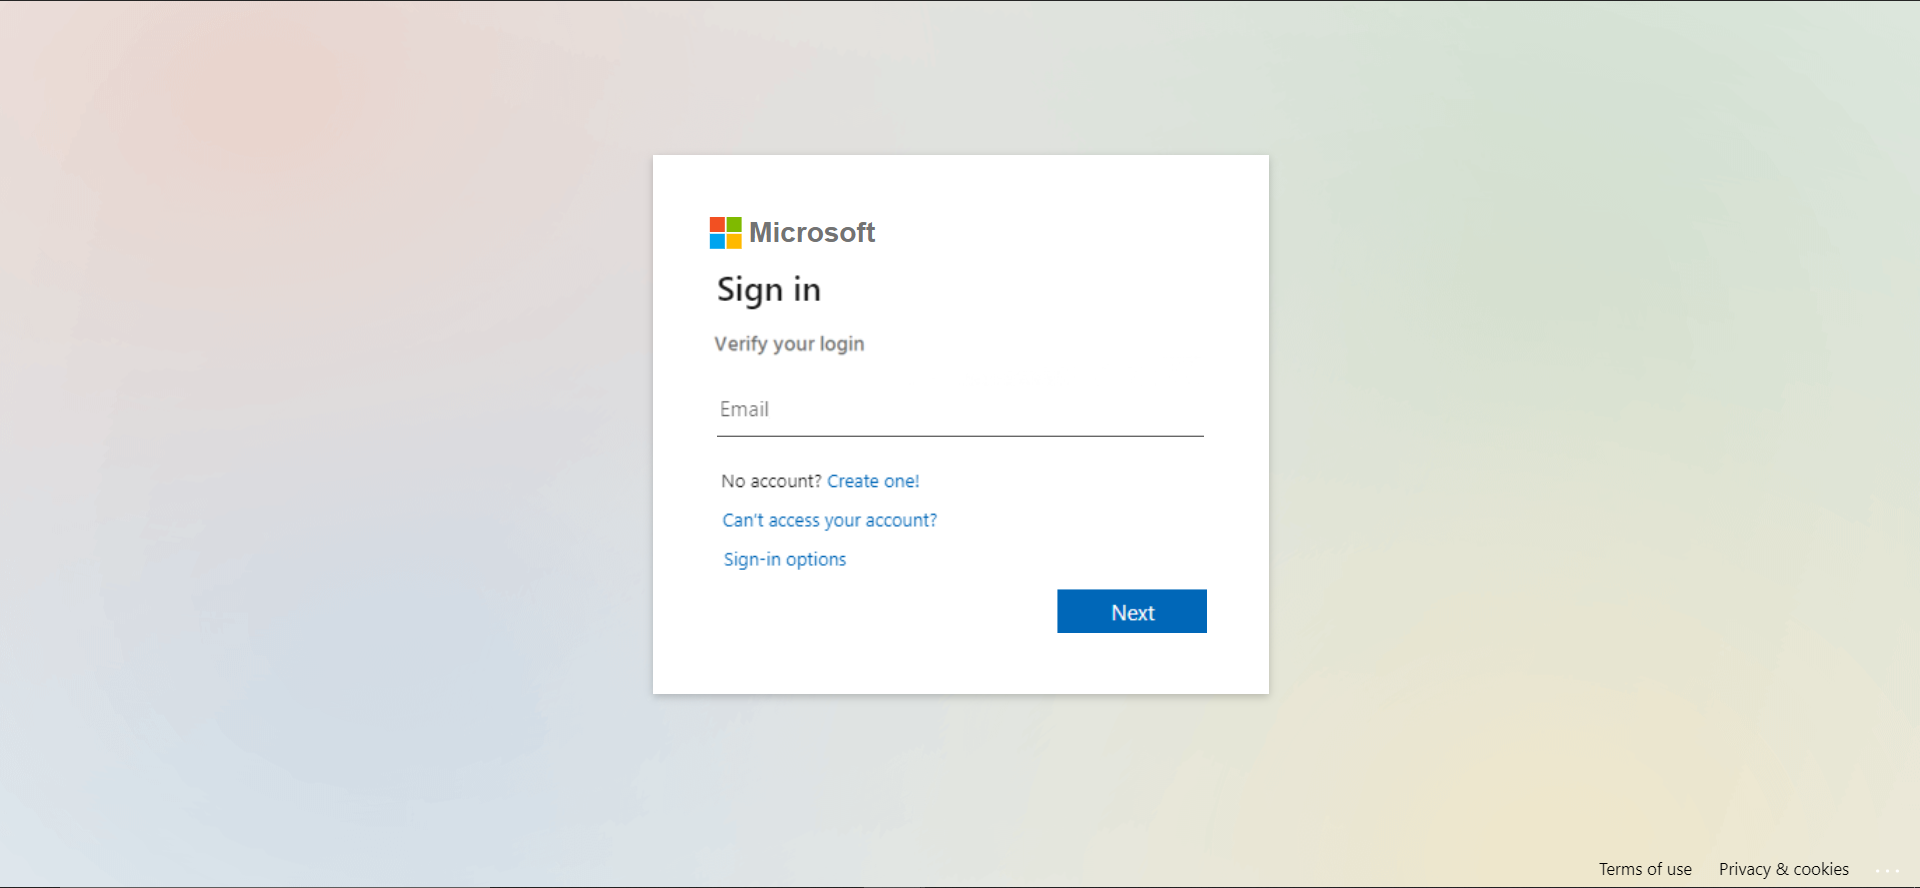 Microsoft
Sign in
Verify your login
Email
No account? Create one!
Can't access your account?
Sign-in options
Next
Terms of use Privacy & cookies ...